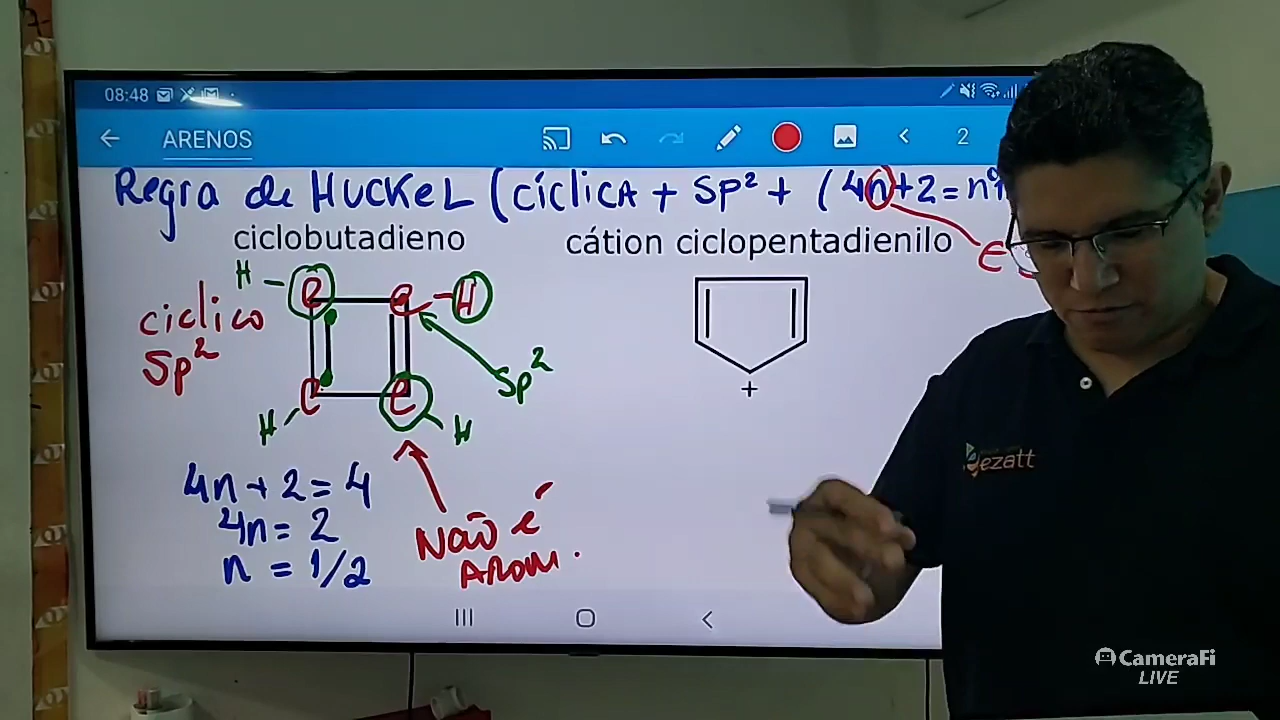 08:48
ARENOS
2
Regra de HUCKEL (CÍCLICA + Sp² + (4n+2 = nº
ciclobutadieno
cátion ciclopentadienilo
H
C
C
H
ciclico
Sp²
Sp²
C
C
H
H
+
4n + 2 = 4
4n = 2
n = 1/2
NãO é
AROM.
ezatt
CameraFi
LIVE